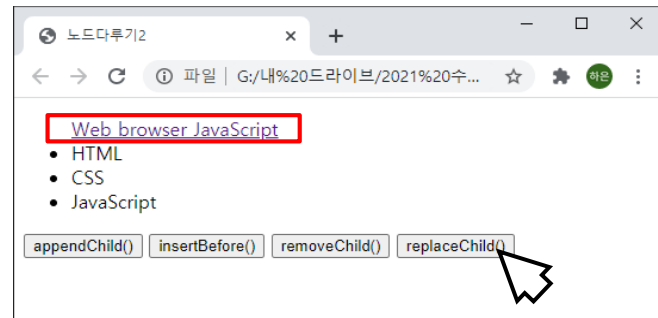 노드다루기2
파일 | G:/내%20드라이브/2021%20수... 하은
Web browser JavaScript
HTML
CSS
JavaScript
appendChild() insertBefore() removeChild() replaceChild()